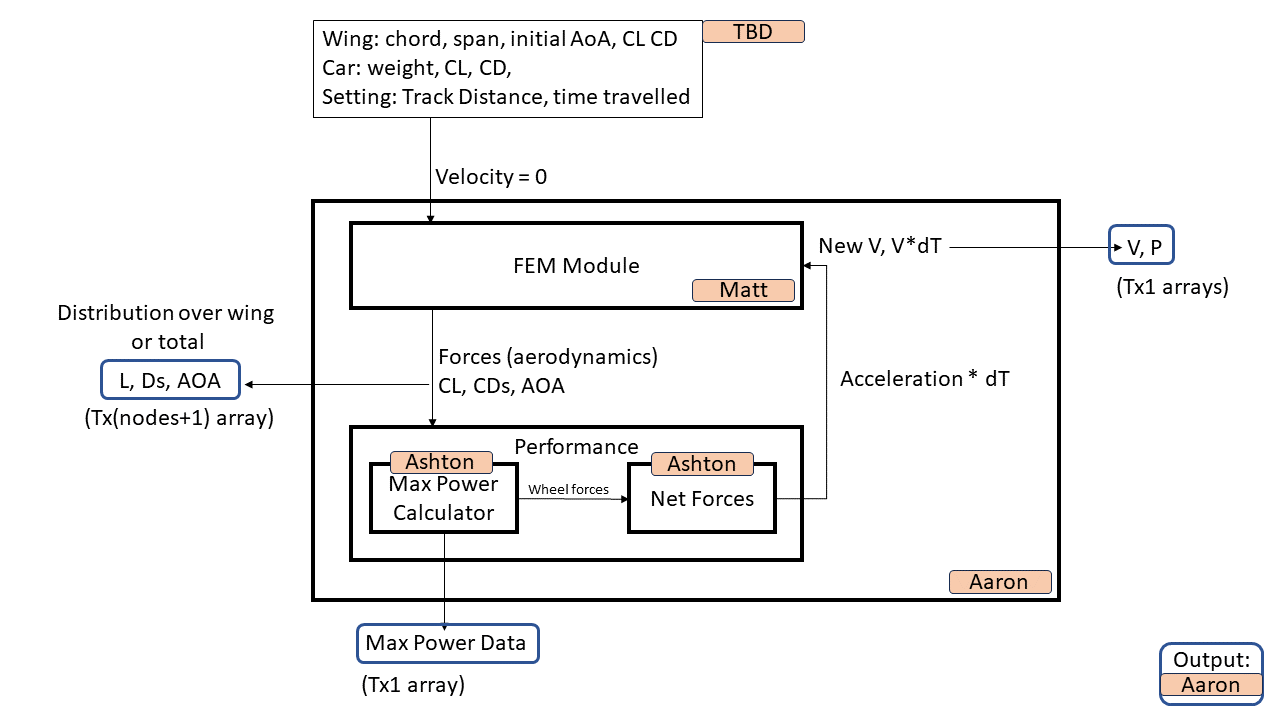 Wing: chord, span, initial AoA, CL CD
Car: weight, CL, CD,
Setting: Track Distance, time travelled
TBD
Velocity = 0
FEM Module
Matt
New V, V*dT
V, P
(Tx1 arrays)
Distribution over wing
or total
L, Ds, AOA
(Tx(nodes+1) array)
Forces (aerodynamics)
CL, CDs, AOA
Acceleration * dT
Performance
Ashton
Max Power
Calculator
Wheel forces
Ashton
Net Forces
Aaron
Max Power Data
(Tx1 array)
Output:
Aaron